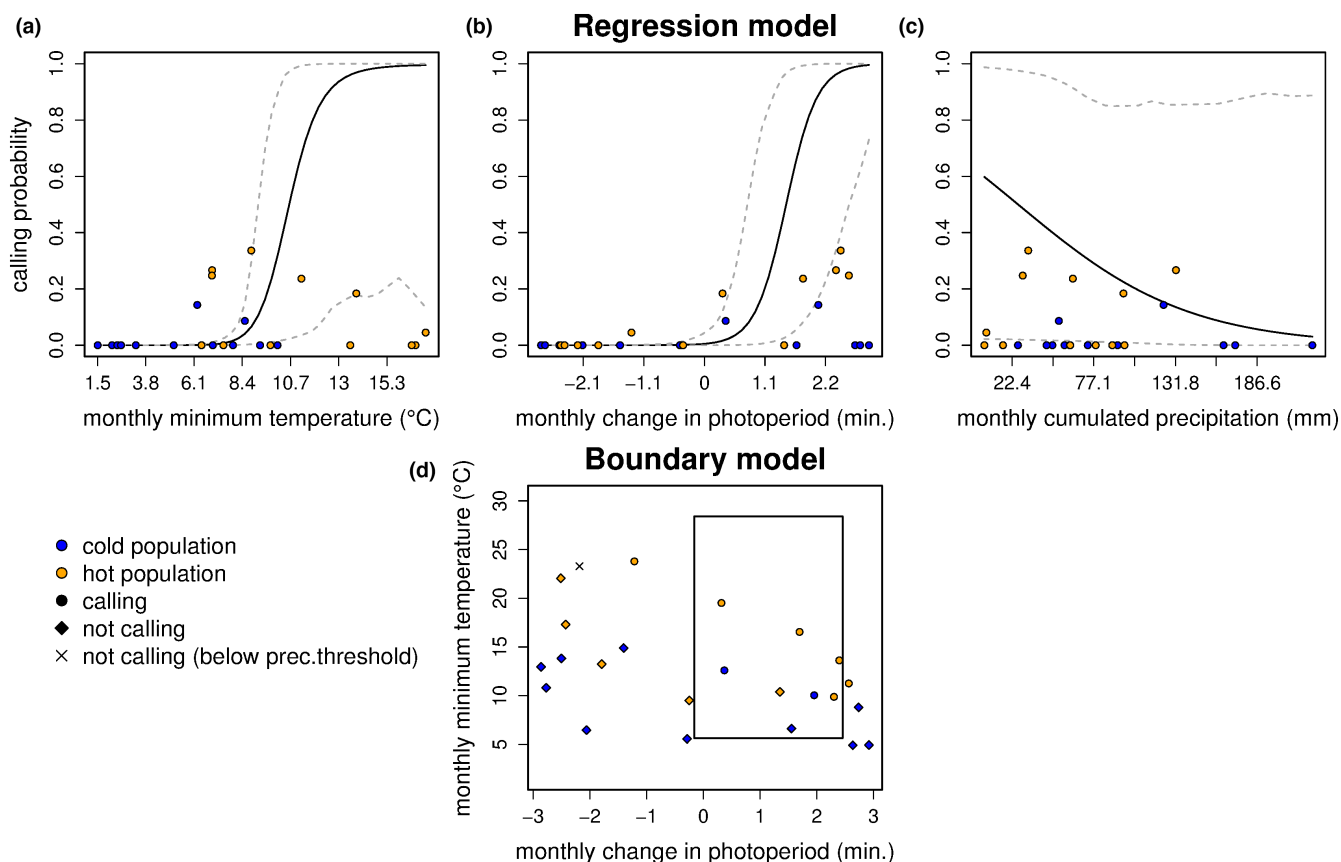 Regression model
(a)
(b)
(c)
calling probability
0.0 0.2 0.4 0.6 0.8 1.0
1.5 3.8 6.1 8.4 10.7 13 15.3
monthly minimum temperature (°C)
0.0 0.2 0.4 0.6 0.8 1.0
−2.1 −1.1 0 1.1 2.2
monthly change in photoperiod (min.)
0.0 0.2 0.4 0.6 0.8 1.0
22.4 77.1 131.8 186.6
monthly cumulated precipitation (mm)
Boundary model
(d)
monthly minimum temperature (°C)
5 10 15 20 30
−3 −2 −1 0 1 2 3
monthly change in photoperiod (min.)
cold population
hot population
calling
not calling
not calling (below prec.threshold)